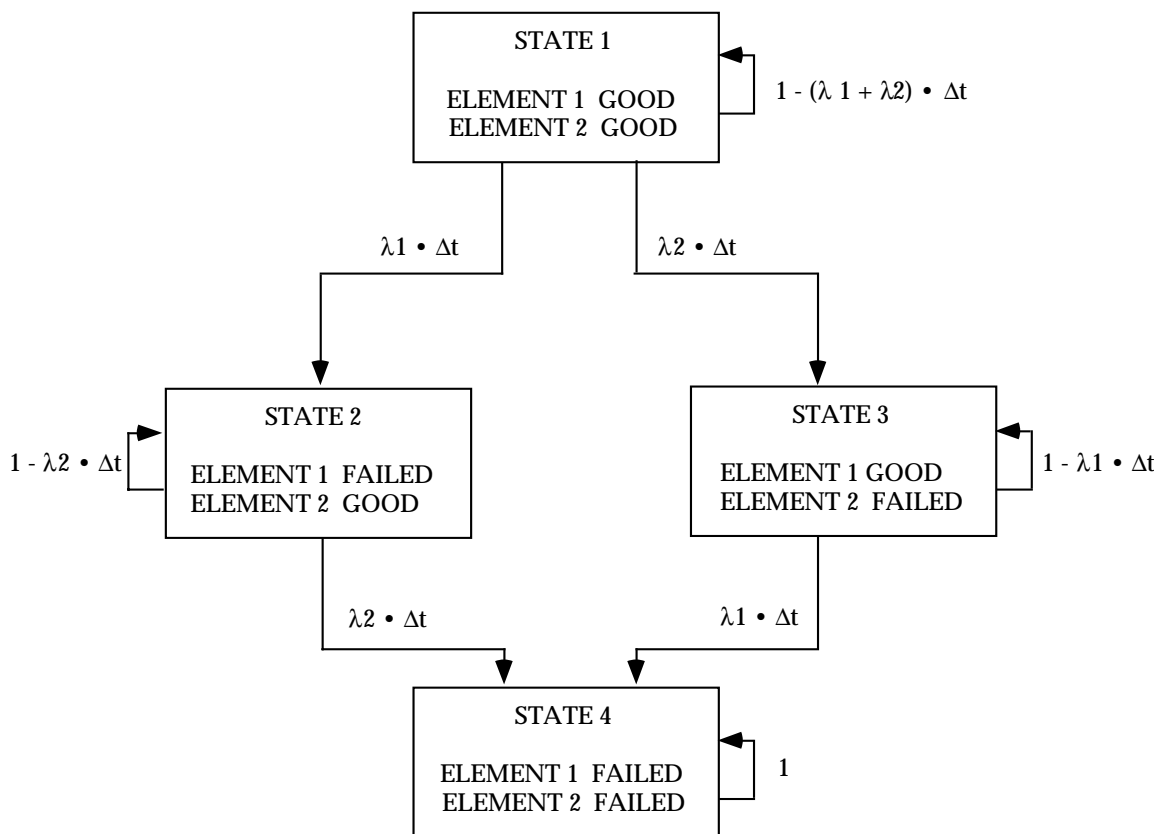 STATE 1
ELEMENT 1 GOOD
ELEMENT 2 GOOD
1 - (λ 1 + λ2) • Δt
λ1 • Δt
λ2 • Δt
STATE 2
ELEMENT 1 FAILED
ELEMENT 2 GOOD
1 - λ2 • Δt
STATE 3
ELEMENT 1 GOOD
ELEMENT 2 FAILED
1 - λ1 • Δt
λ2 • Δt
λ1 • Δt
STATE 4
ELEMENT 1 FAILED
ELEMENT 2 FAILED
1